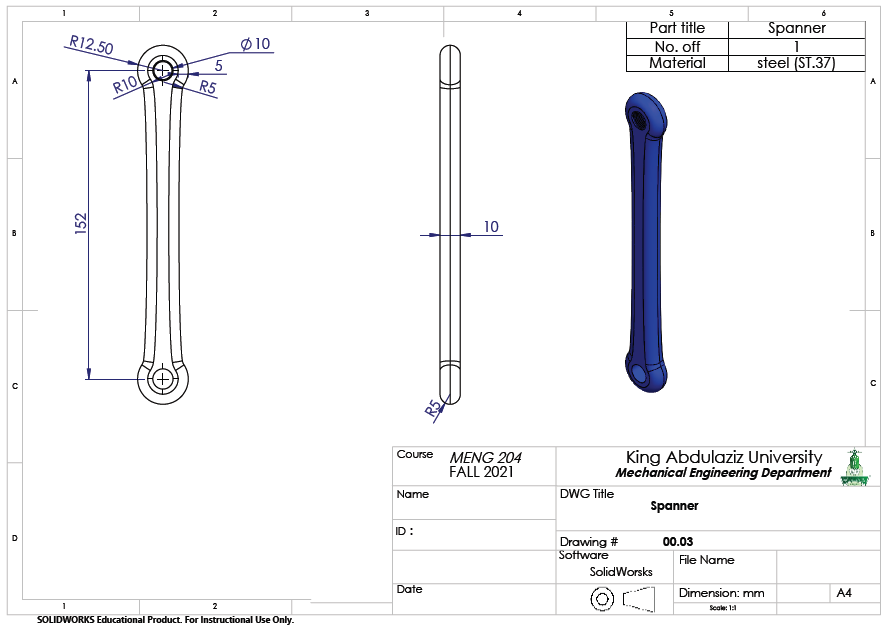 1 2 3 4 5 6
Part title Spanner
No. off 1
Material steel (ST.37)
R12.50
Ø10
5
R10
R5
A A
152
10
B B
R5
C C
Course MENG 204
FALL 2021
King Abdulaziz University
Mechanical Engineering Department
Name
DWG Title
Spanner
ID :
Drawing # 00.03
D
Software
SolidWorsks
File Name
Date
Dimension: mm
A4
Scale: 1:1
1 2
SOLIDWORKS Educational Product. For Instructional Use Only.